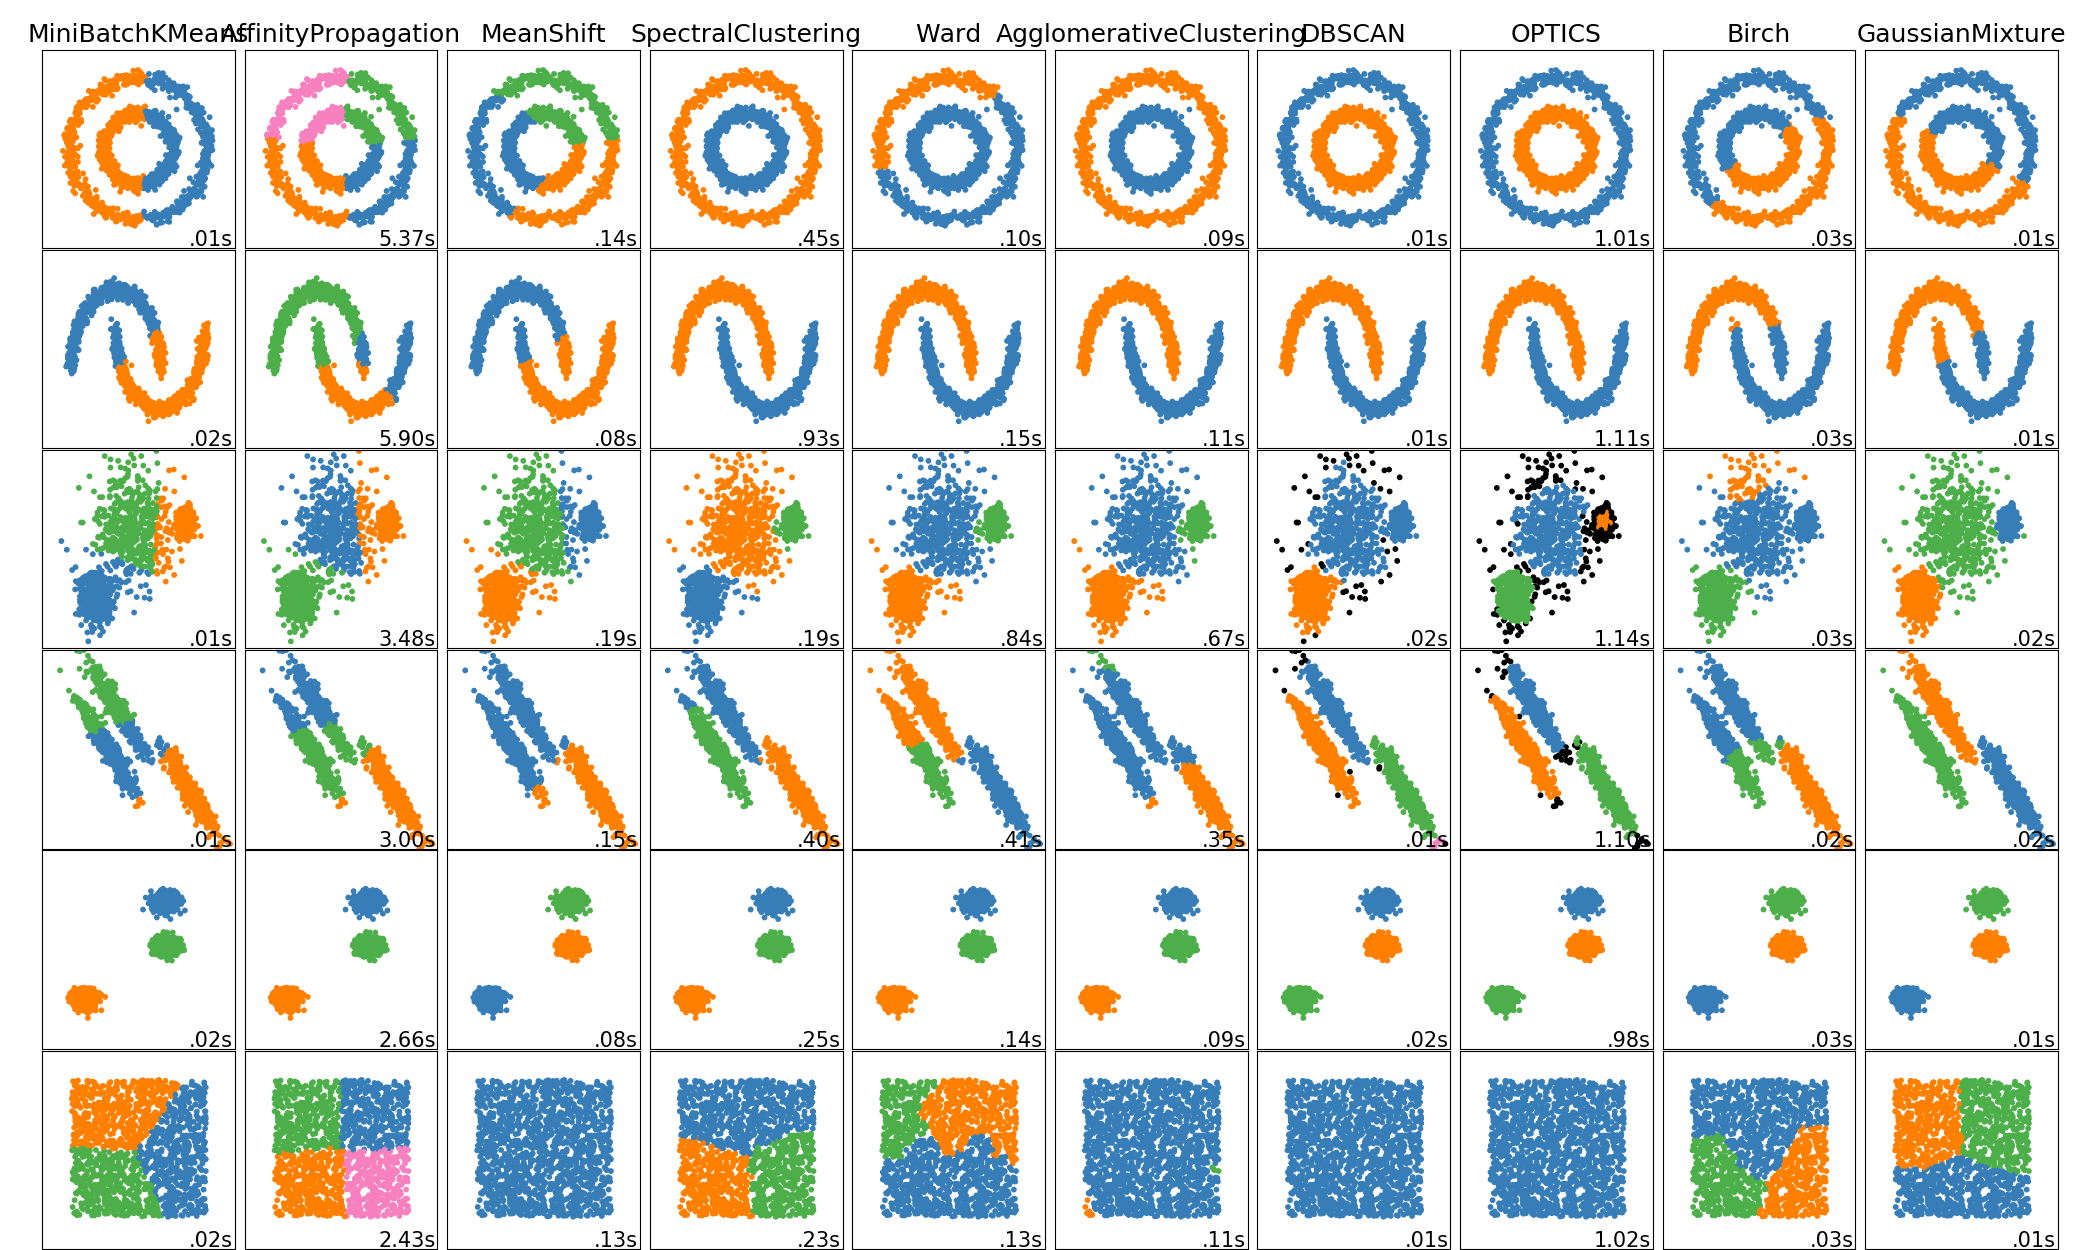 MiniBatchKMeans AffinityPropagation MeanShift SpectralClustering Ward AgglomerativeClustering DBSCAN OPTICS Birch GaussianMixture
.01s 5.37s .14s .45s .10s .09s .01s 1.01s .03s .01s
.02s 5.90s .08s .93s .15s .11s .01s 1.11s .03s .01s
.01s 3.48s .19s .19s .84s .67s .02s 1.14s .03s .02s
.01s 3.00s .15s .40s .41s .35s .01s 1.10s .02s .02s
.02s 2.66s .08s .25s .14s .09s .02s .98s .03s .01s
.02s 2.43s .13s .23s .13s .11s .01s 1.02s .03s .01s